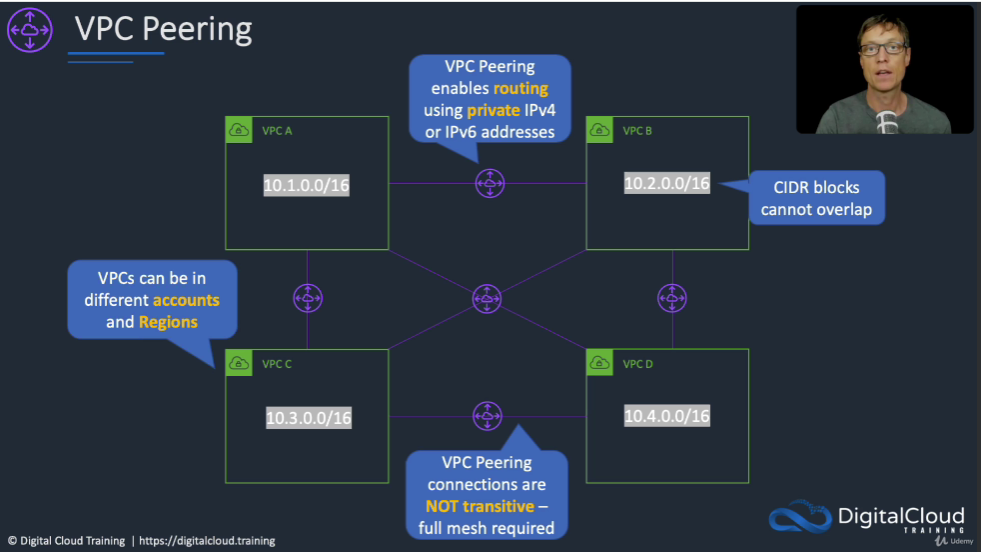 VPC Peering
VPC Peering
enables routing
using private IPv4
or IPv6 addresses
VPC A
10.1.0.0/16
VPC B
10.2.0.0/16
CIDR blocks
cannot overlap
VPCs can be in
different accounts
and Regions
VPC C
10.3.0.0/16
VPC D
10.4.0.0/16
VPC Peering
connections are
NOT transitive –
full mesh required
DigitalCloud
TRAINING
Udemy
© Digital Cloud Training | https://digitalcloud.training